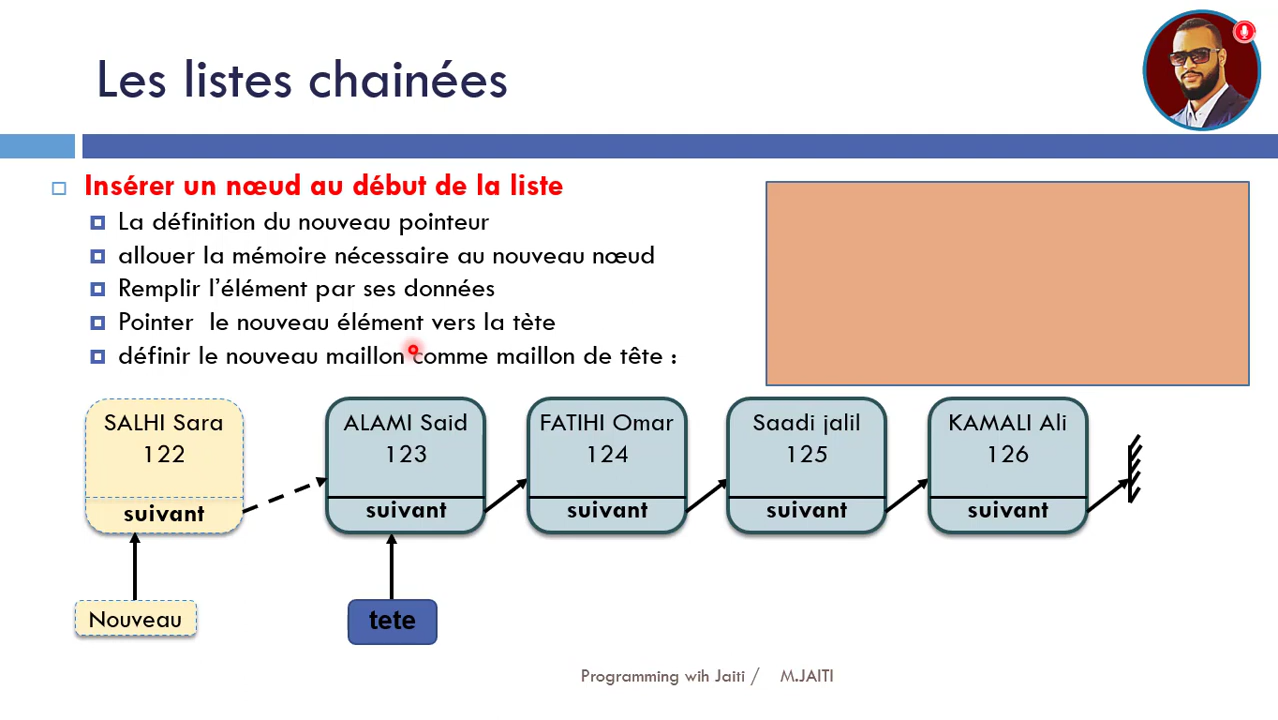 Les listes chainées
Insérer un nœud au début de la liste
La définition du nouveau pointeur
allouer la mémoire nécessaire au nouveau nœud
Remplir l’élément par ses données
Pointer  le nouveau élément vers la tète
définir le nouveau maillon comme maillon de tête :
SALHI Sara
122
suivant
ALAMI Said
123
suivant
FATIHI Omar
124
suivant
Saadi jalil
125
suivant
KAMALI Ali
126
suivant
Nouveau
tete
Programming wih Jaiti /    M.JAITI